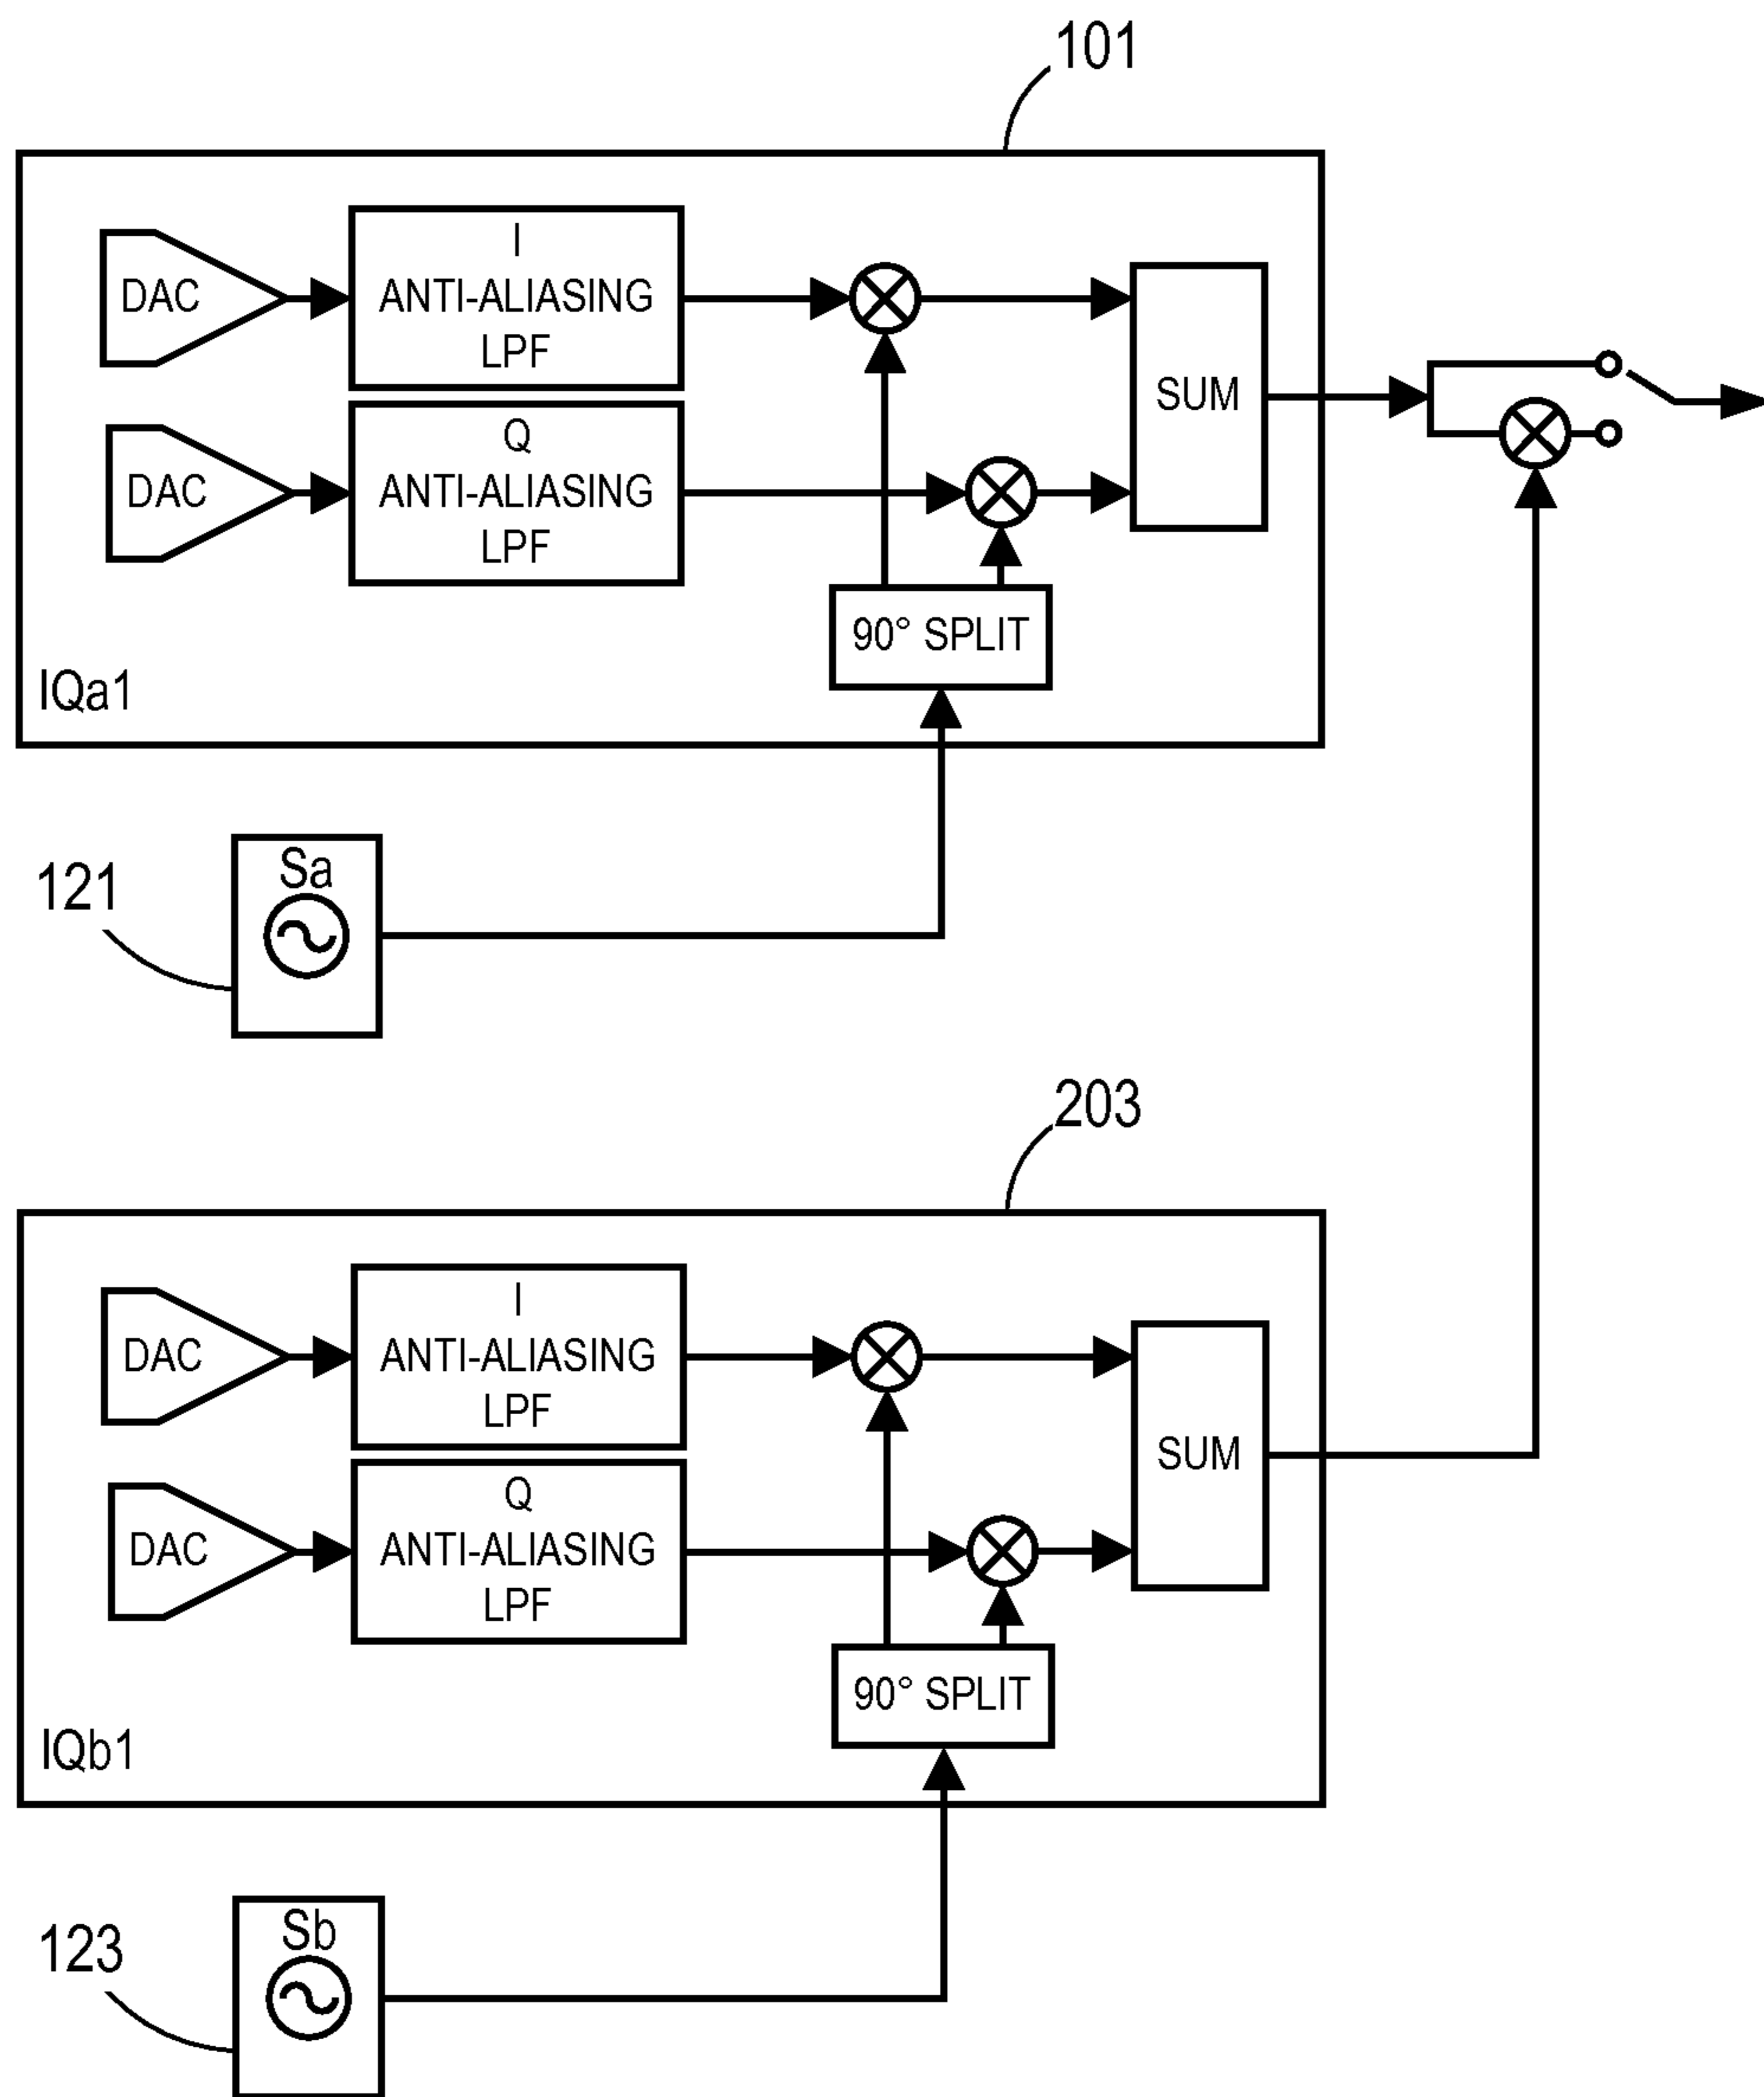 101
DAC
I
ANTI-ALIASING
LPF
SUM
DAC
Q
ANTI-ALIASING
LPF
90° SPLIT
IQa1
121
Sa
203
DAC
I
ANTI-ALIASING
LPF
SUM
DAC
Q
ANTI-ALIASING
LPF
90° SPLIT
IQb1
123
Sb